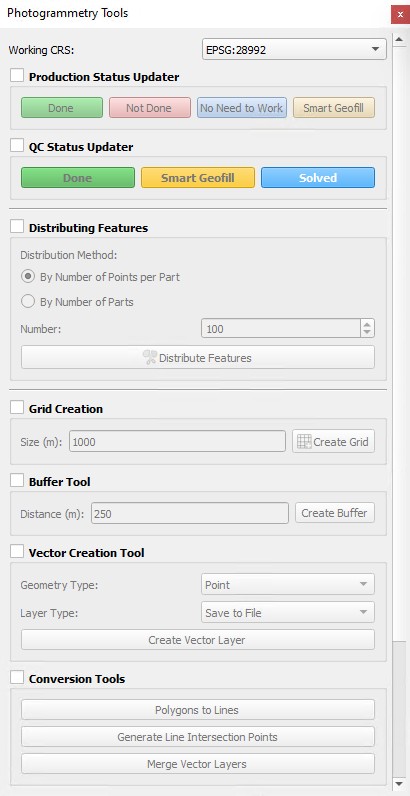 Photogrammetry Tools
x
Working CRS: EPSG:28992
Production Status Updater
Done Not Done No Need to Work Smart Geofill
QC Status Updater
Done Smart Geofill Solved
Distributing Features
Distribution Method:
By Number of Points per Part
By Number of Parts
Number: 100
Distribute Features
Grid Creation
Size (m): 1000 Create Grid
Buffer Tool
Distance (m): 250 Create Buffer
Vector Creation Tool
Geometry Type: Point
Layer Type: Save to File
Create Vector Layer
Conversion Tools
Polygons to Lines
Generate Line Intersection Points
Merge Vector Layers